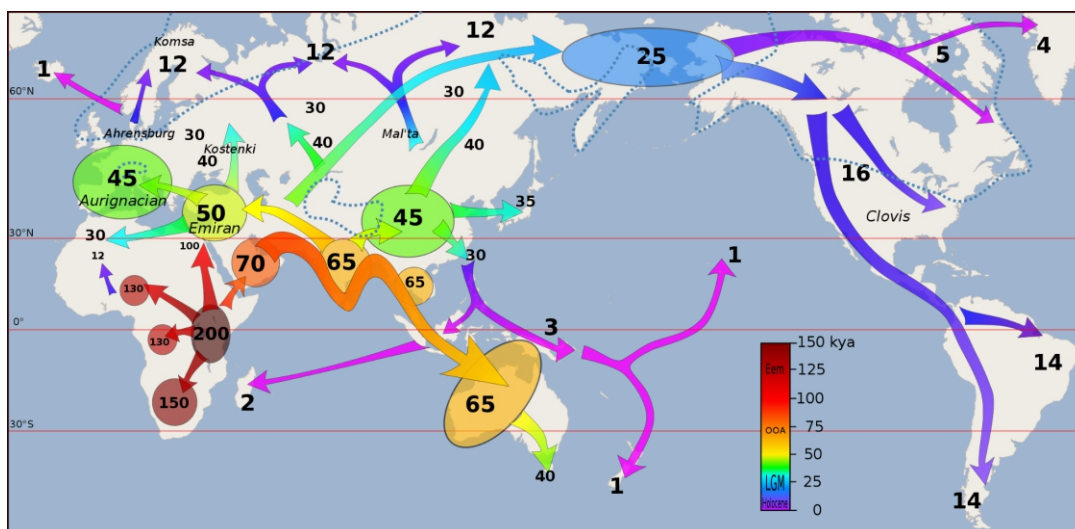 12
12
Komsa
12
5
4
1
25
60°N
30
30
Ahrensburg
30
Mal'ta
40
Kostenki
40
40
16
45
Aurignacian
50
Emiran
45
35
Clovis
30
30°N
100
12
70
65
65
30
1
130
200
130
0°
3
150 kya
Eem
125
100
OOA
75
50
LGM
25
Holocene
0
14
150
2
65
30°S
40
1
14